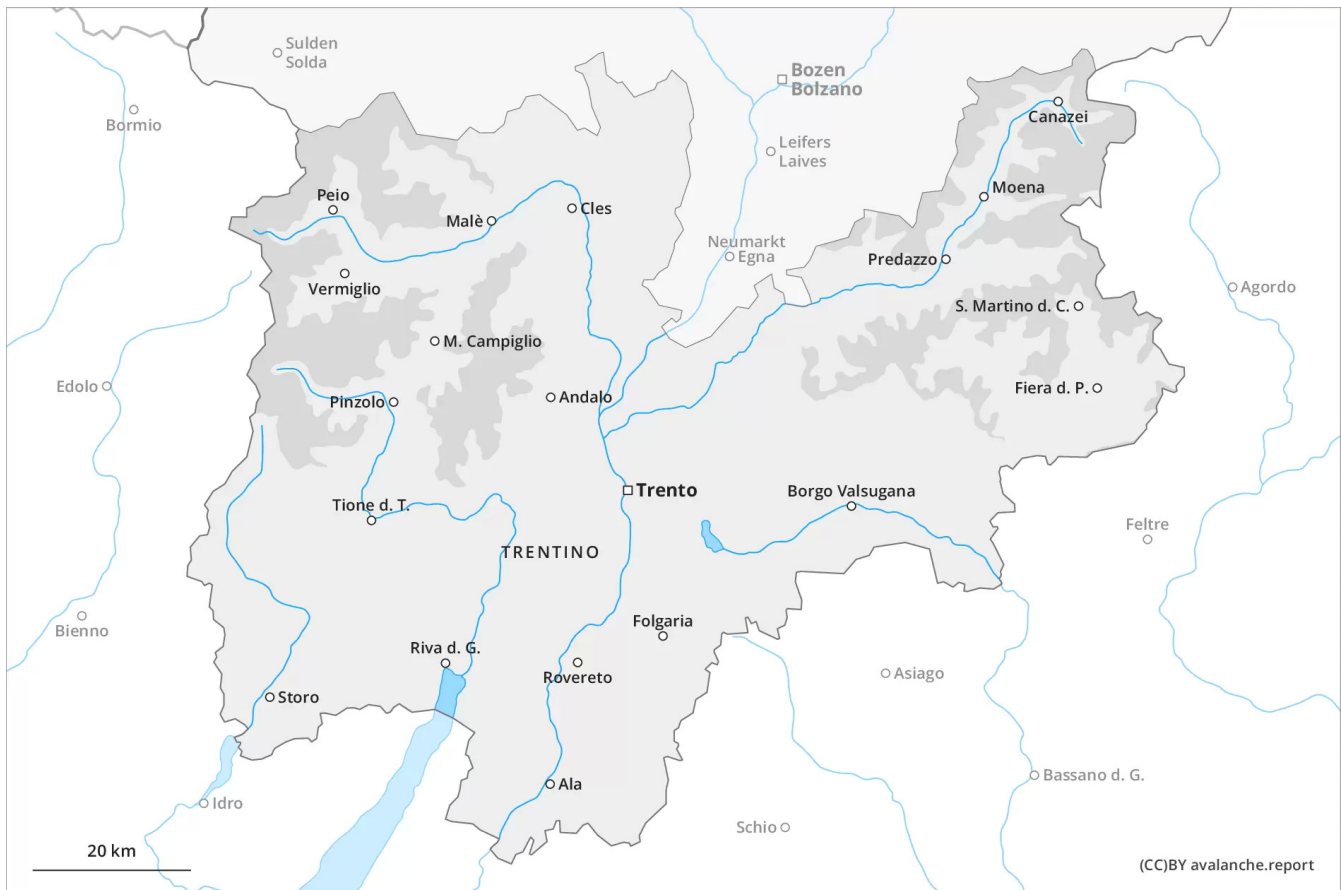 Sulden
Solda
Bozen
Bolzano
Bormio
Canazei
Leifers
Laives
Peio
Moena
Malè
Cles
Neumarkt
Egna
Predazzo
Vermiglio
Agordo
S. Martino d. C.
M. Campiglio
Edolo
Fiera d. P.
Pinzolo
Andalo
Trento
Borgo Valsugana
Tione d. T.
Feltre
TRENTINO
Bienno
Folgaria
Riva d. G.
Asiago
Rovereto
Storo
Bassano d. G.
Ala
Idro
Schio
20 km
(CC)BY avalanche.report